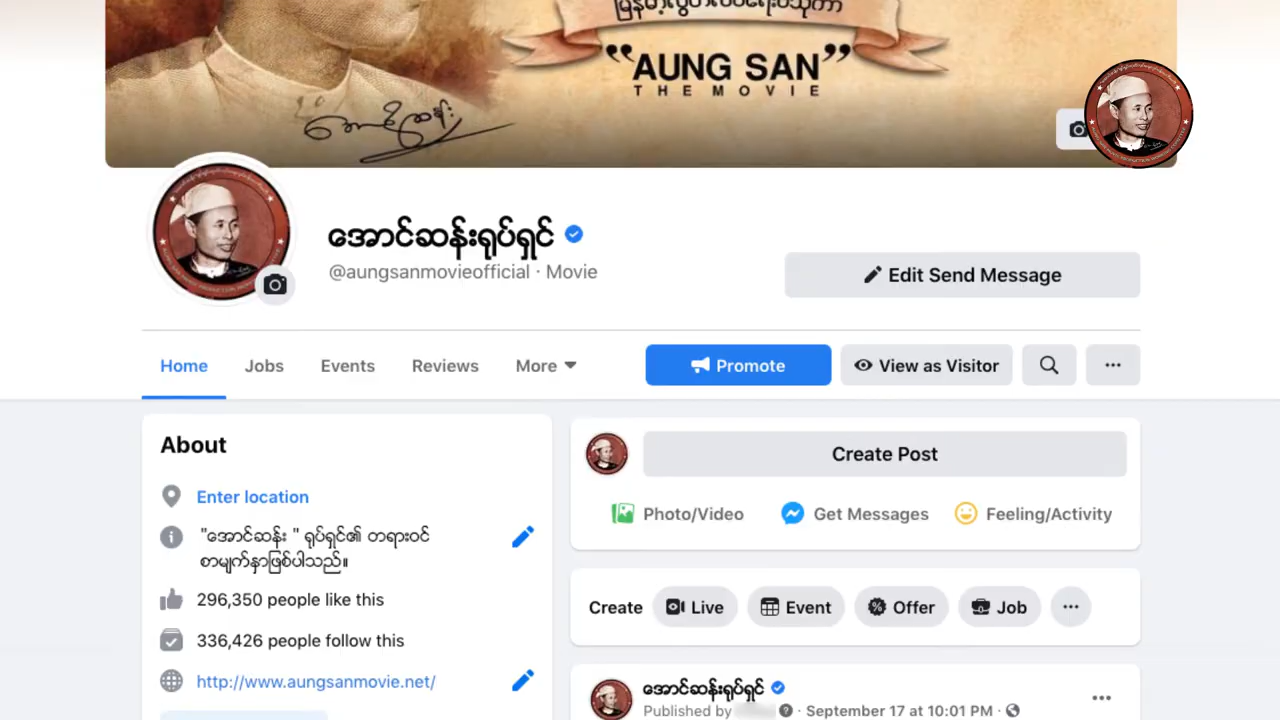 “AUNG SAN”
THE MOVIE
အောင်ဆန်းရုပ်ရှင်
@aungsanmovieofficial · Movie
Edit Send Message
Home
Jobs
Events
Reviews
More
Promote
View as Visitor
About
Enter location
"အောင်ဆန်း " ရုပ်ရှင်၏ တရားဝင်
စာမျက်နှာဖြစ်ပါသည်။
296,350 people like this
336,426 people follow this
http://www.aungsanmovie.net/
Create Post
Photo/Video
Get Messages
Feeling/Activity
Create
Live
Event
Offer
Job
အောင်ဆန်းရုပ်ရှင်
Published by
· September 17 at 10:01 PM ·